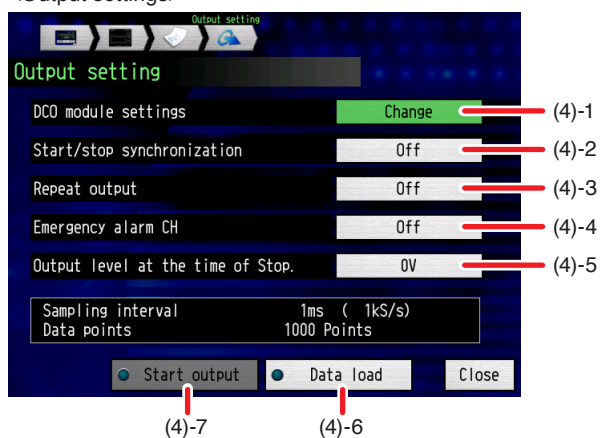 Output setting
Output setting
DCO module settings Change (4)-1
Start/stop synchronization Off (4)-2
Repeat output Off (4)-3
Emergency alarm CH Off (4)-4
Output level at the time of Stop. 0V (4)-5
Sampling interval 1ms ( 1kS/s)
Data points 1000 Points
Start output Data load Close
(4)-7 (4)-6